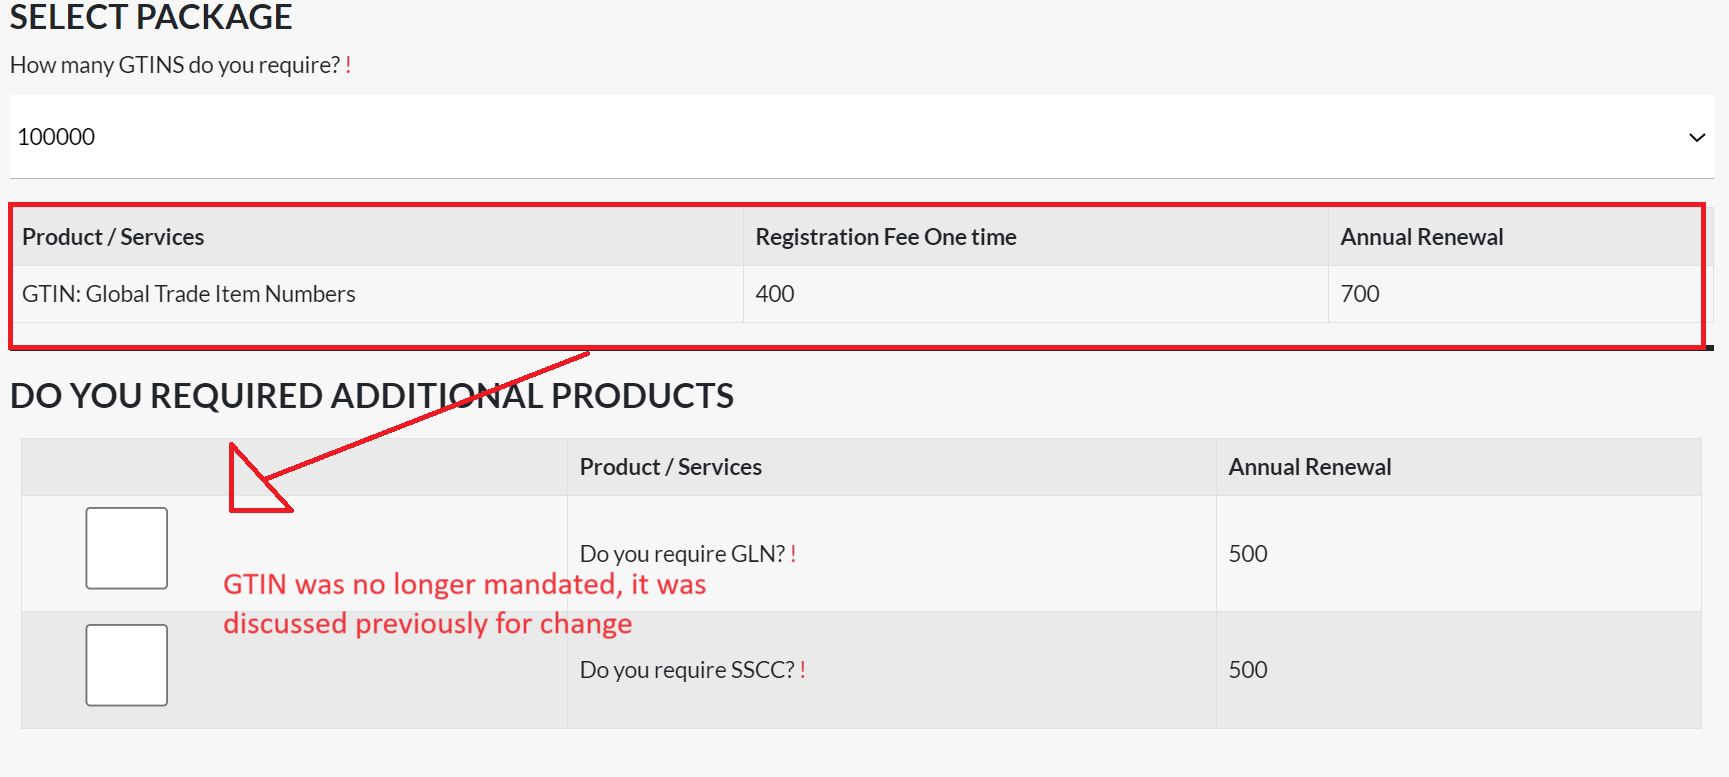 SELECT PACKAGE
How many GTINS do you require? !
100000
Product / Services Registration Fee One time Annual Renewal
GTIN: Global Trade Item Numbers 400 700
DO YOU REQUIRED ADDITIONAL PRODUCTS
Product / Services Annual Renewal
Do you require GLN? ! 500
GTIN was no longer mandated, it was
discussed previously for change
Do you require SSCC? ! 500